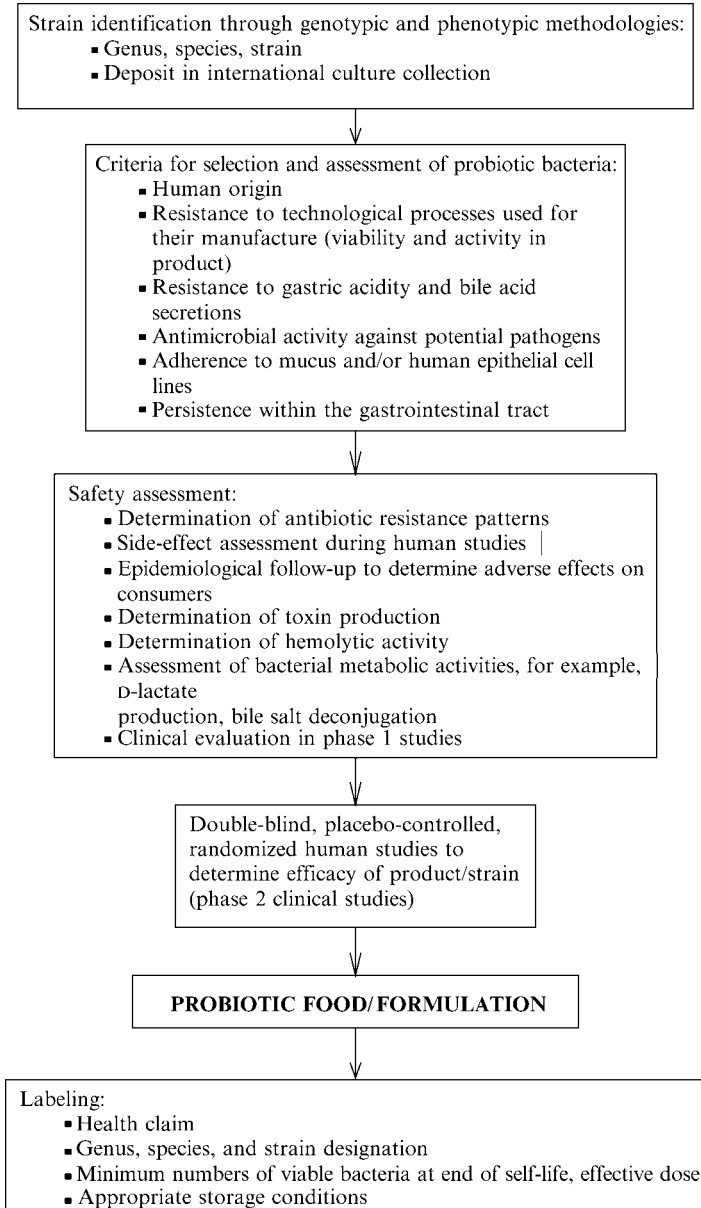 Strain identification through genotypic and phenotypic methodologies:
▪ Genus, species, strain
▪ Deposit in international culture collection
Criteria for selection and assessment of probiotic bacteria:
▪ Human origin
▪ Resistance to technological processes used for
their manufacture (viability and activity in
product)
▪ Resistance to gastric acidity and bile acid
secretions
▪ Antimicrobial activity against potential pathogens
▪ Adherence to mucus and/or human epithelial cell
lines
▪ Persistence within the gastrointestinal tract
Safety assessment:
▪ Determination of antibiotic resistance patterns
▪ Side-effect assessment during human studies
▪ Epidemiological follow-up to determine adverse effects on
consumers
▪ Determination of toxin production
▪ Determination of hemolytic activity
▪ Assessment of bacterial metabolic activities, for example,
D-lactate
production, bile salt deconjugation
▪ Clinical evaluation in phase 1 studies
Double-blind, placebo-controlled,
randomized human studies to
determine efficacy of product/strain
(phase 2 clinical studies)
PROBIOTIC FOOD/FORMULATION
Labeling:
▪ Health claim
▪ Genus, species, and strain designation
▪ Minimum numbers of viable bacteria at end of self-life, effective dose
▪ Appropriate storage conditions